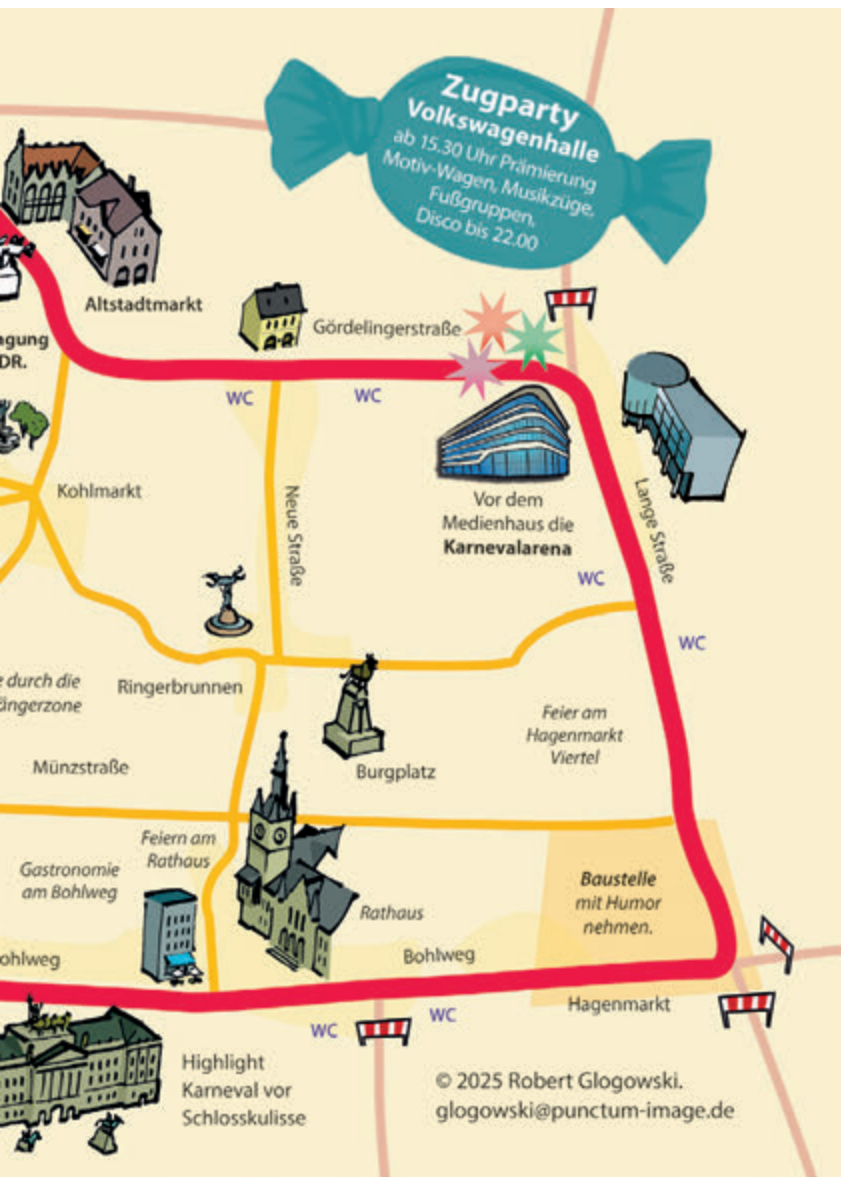 Zugparty
Volkswagenhalle
ab 15.30 Uhr Prämierung
Motiv-Wagen, Musikzüge,
Fußgruppen,
Disco bis 22.00
Altstadtmarkt
Gördelingerstraße
DR.
WC
WC
Kohlmarkt
Neue Straße
Vor dem
Medienhaus die
Karnevalarena
Lange Straße
WC
WC
durch die
Ringerbrunnen
Feier am
Hagenmarkt
Viertel
Münzstraße
Burgplatz
Feiern am
Rathaus
Gastronomie
am Bohlweg
Baustelle
mit Humor
nehmen.
Rathaus
Bohlweg
Hagenmarkt
WC
WC
Highlight
Karneval vor
Schlosskulisse
© 2025 Robert Glogowski.
glogowski@punctum-image.de